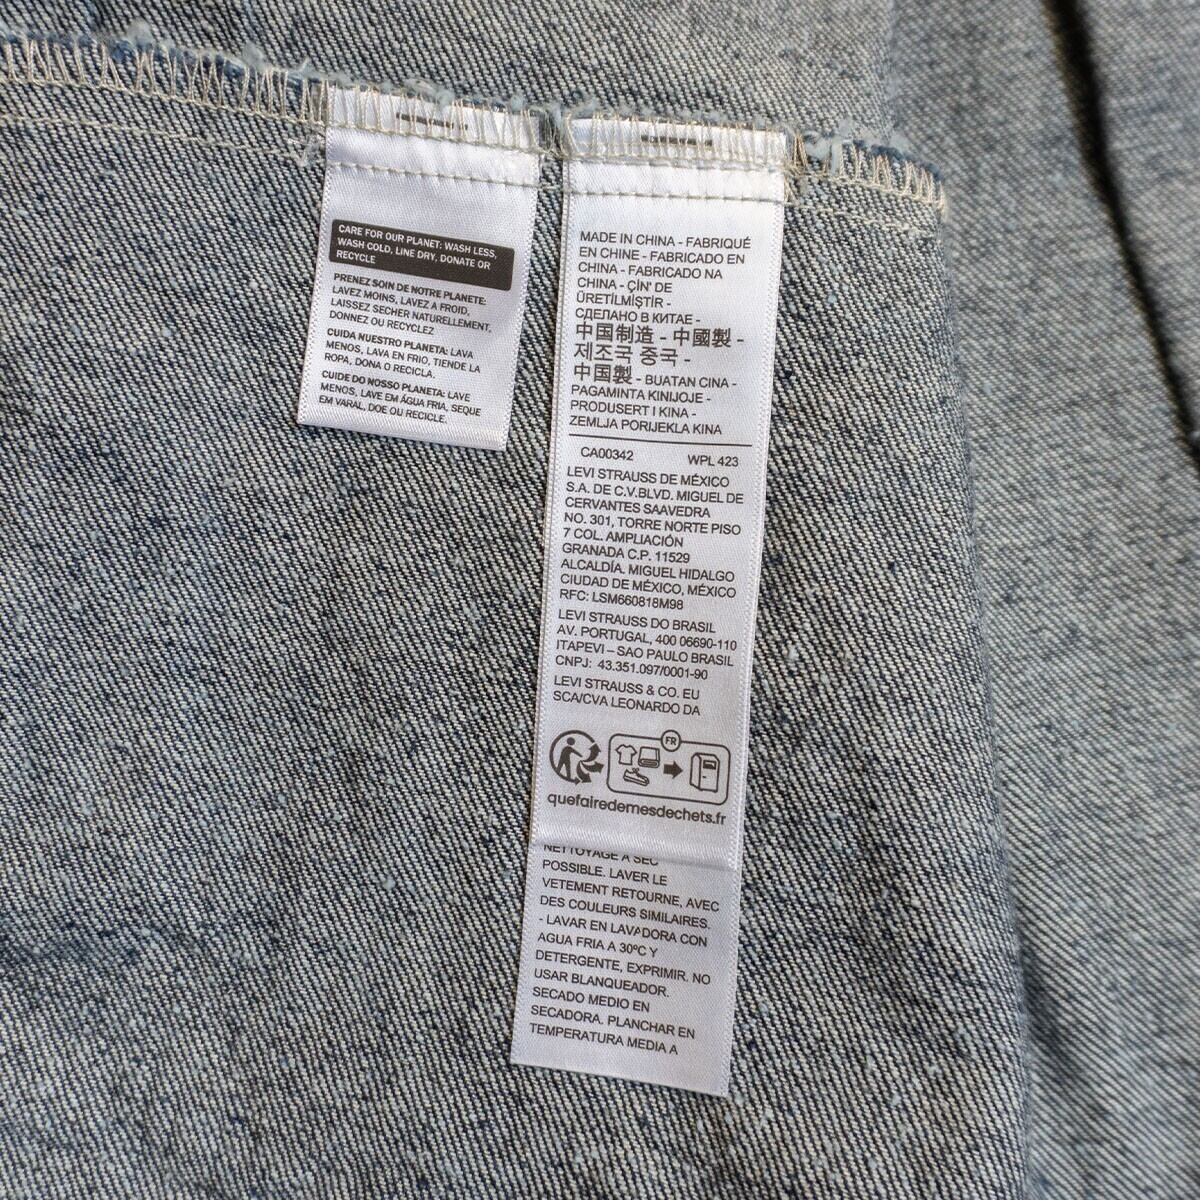 CARE FOR OUR PLANET: WASH LESS,
WASH COLD, LINE DRY, DONATE OR
RECYCLE
PRENEZ SOIN DE NOTRE PLANETE:
LAVEZ MOINS, LAVEZ A FROID,
LAISSEZ SECHER NATURELLEMENT,
DONNEZ OU RECYCLEZ
CUIDA NUESTRO PLANETA: LAVA
MENOS, LAVA EN FRIO, TIENDE LA
ROPA, DONA O RECICLA.
CUIDE DO NOSSO PLANETA: LAVE
MENOS, LAVE EM ÁGUA FRIA, SEQUE
EM VARAL, DOE OU RECICLE.
MADE IN CHINA - FABRIQUÉ
EN CHINE - FABRICADO EN
CHINA - FABRICADO NA
CHINA - ÇİN' DE
ÜRETİLMİŞTİR -
СДЕЛАНО В КИТАЕ -
中国制造 - 中國製 -
제조국 중국 -
中国製 - BUATAN CINA -
PAGAMINTA KINIJOJE -
PRODUSERT I KINA -
ZEMLJA PORIJEKLA KINA
CA00342 WPL 423
LEVI STRAUSS DE MÉXICO
S.A. DE C.V.BLVD. MIGUEL DE
CERVANTES SAAVEDRA
NO. 301, TORRE NORTE PISO
7 COL. AMPLIACIÓN
GRANADA C.P. 11529
ALCALDÍA. MIGUEL HIDALGO
CIUDAD DE MÉXICO, MÉXICO
RFC: LSM660818M98
LEVI STRAUSS DO BRASIL
AV. PORTUGAL, 400 06690-110
ITAPEVI – SAO PAULO BRASIL
CNPJ: 43.351.097/0001-90
LEVI STRAUSS & CO. EU
SCA/CVA LEONARDO DA
FR
quefairedemesdechets.fr
NETTOYAGE A SEC
POSSIBLE. LAVER LE
VETEMENT RETOURNE, AVEC
DES COULEURS SIMILAIRES.
- LAVAR EN LAVADORA CON
AGUA FRIA A 30ºC Y
DETERGENTE, EXPRIMIR. NO
USAR BLANQUEADOR.
SECADO MEDIO EN
SECADORA. PLANCHAR EN
TEMPERATURA MEDIA A